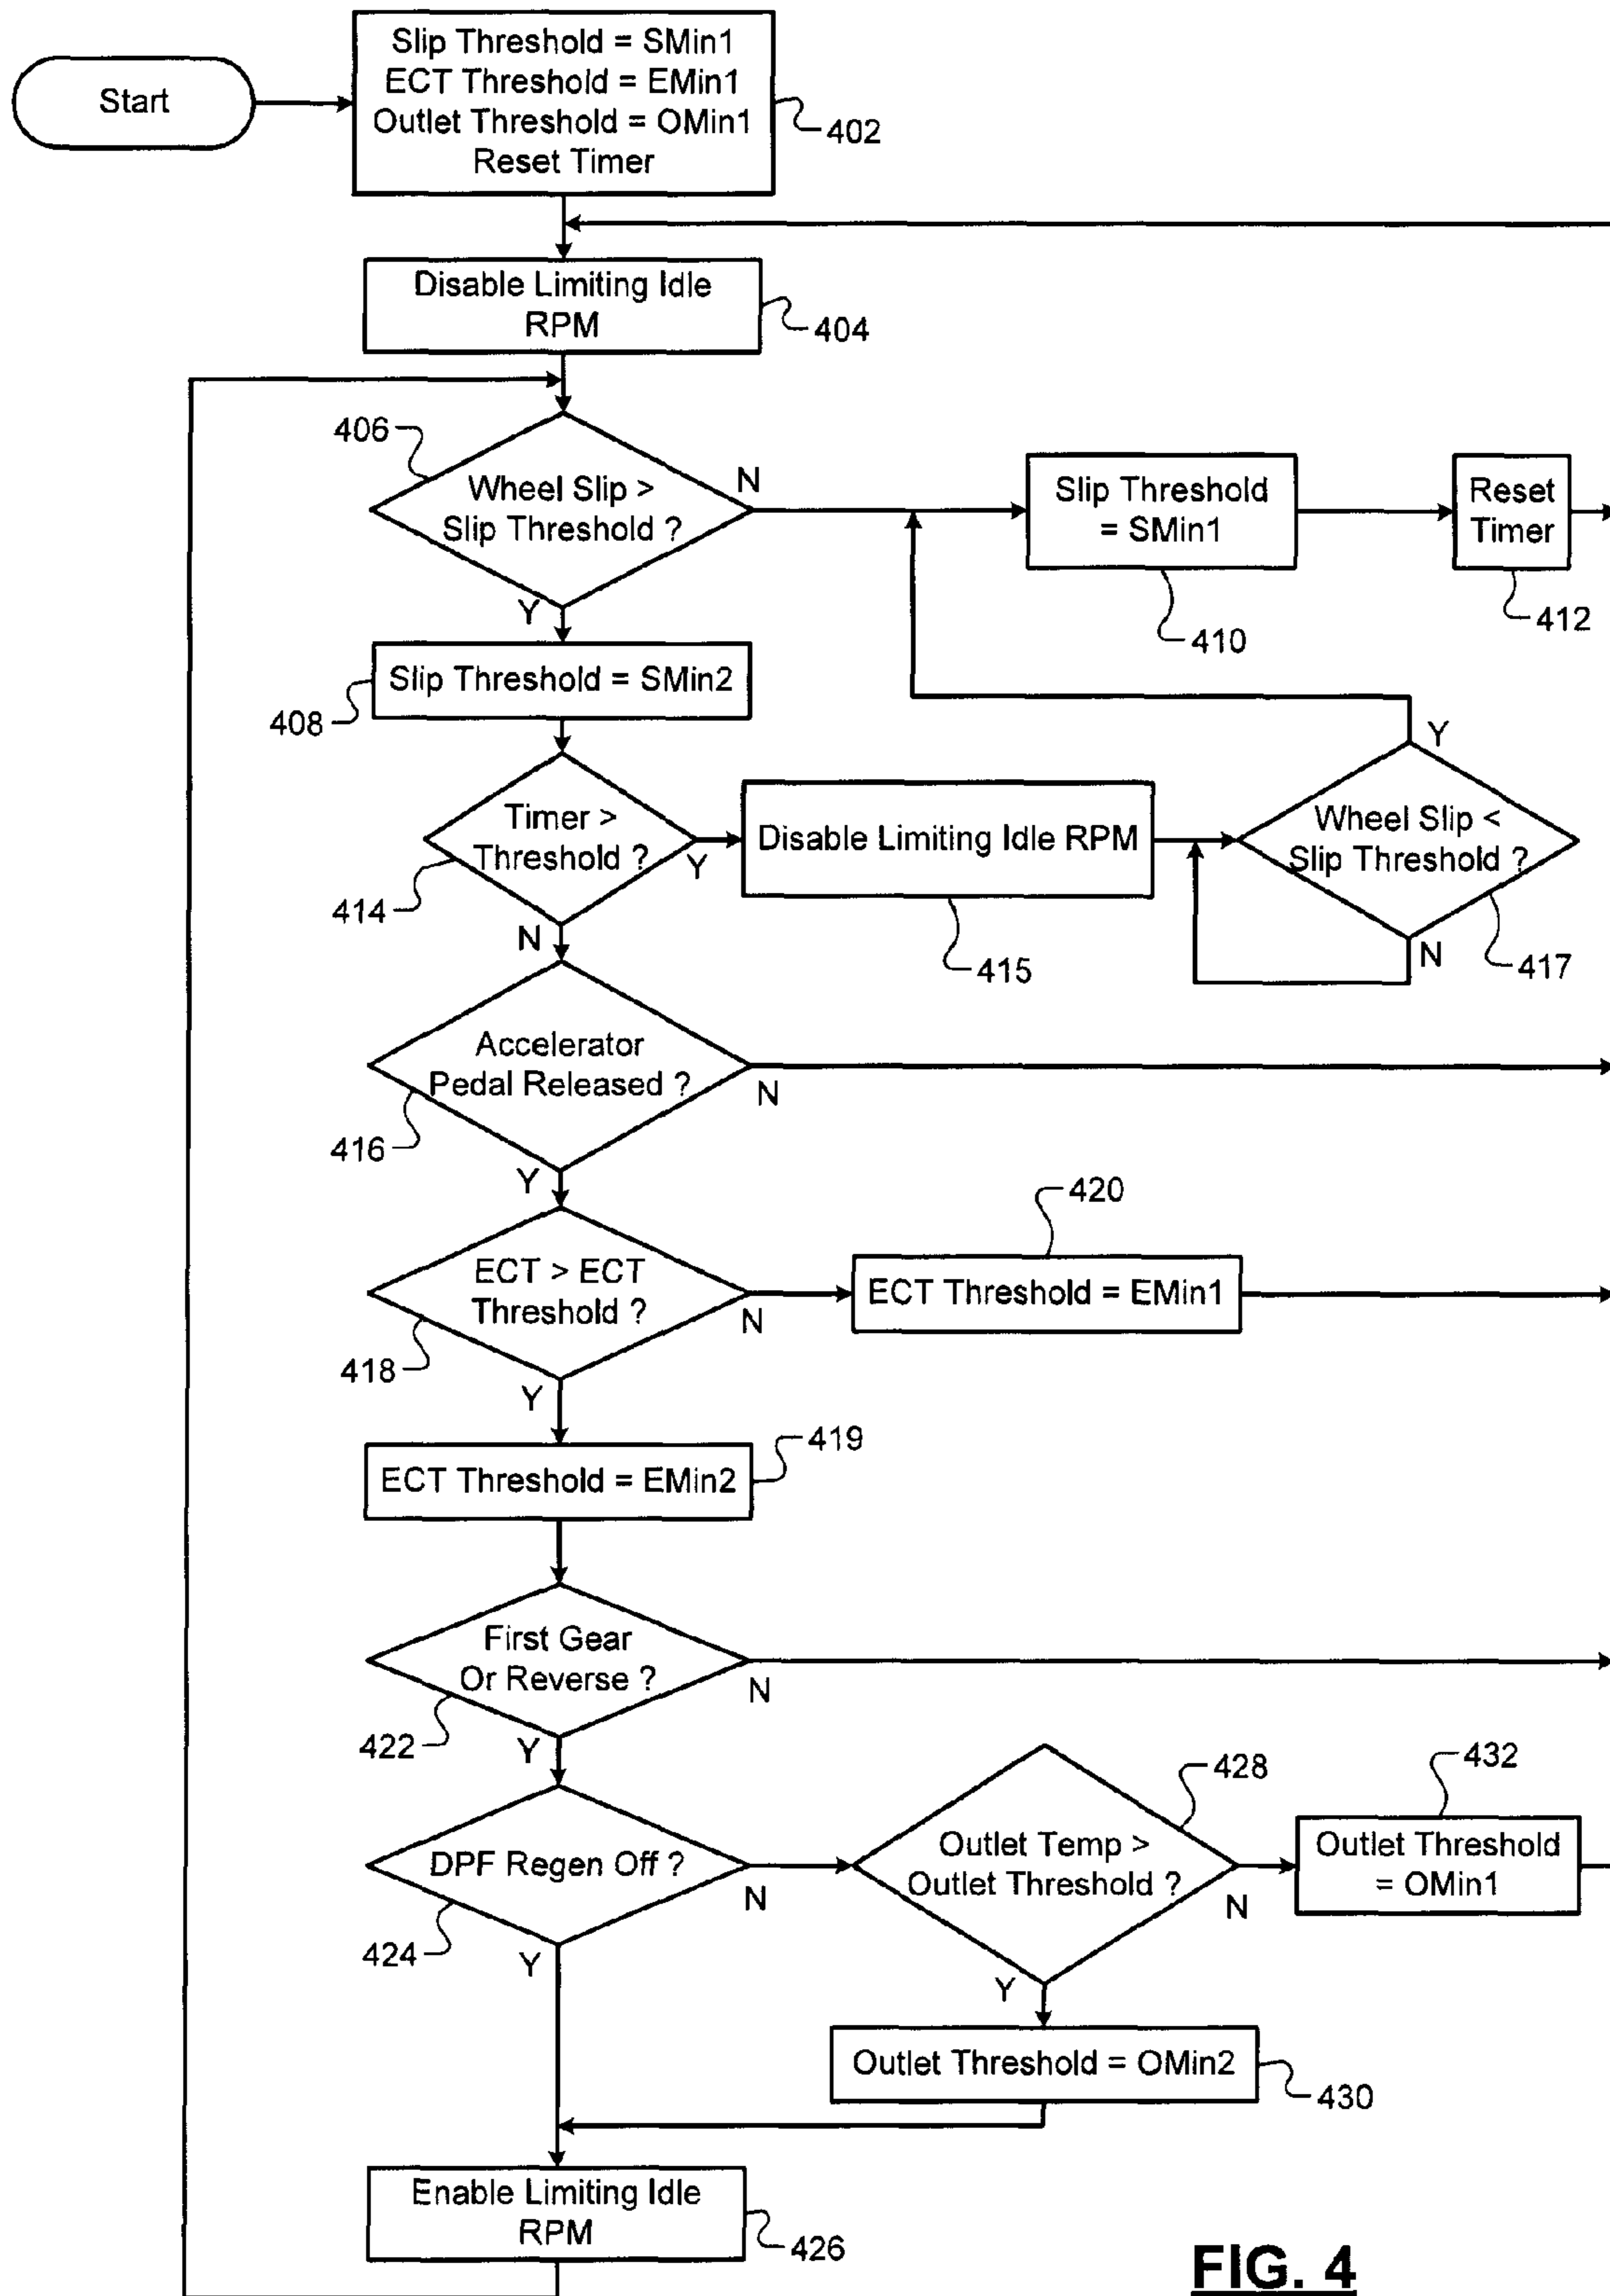 Start
Slip Threshold = SMin1
ECT Threshold = EMin1
Outlet Threshold = OMin1
Reset Timer
402
Disable Limiting Idle
RPM
404
406
Wheel Slip >
Slip Threshold ?
N
Y
Slip Threshold
= SMin1
410
Reset
Timer
412
Slip Threshold = SMin2
408
Timer >
Threshold ?
Y
N
414
Disable Limiting Idle RPM
415
Wheel Slip <
Slip Threshold ?
Y
N
417
Accelerator
Pedal Released ?
N
Y
416
ECT > ECT
Threshold ?
N
Y
418
420
ECT Threshold = EMin1
419
ECT Threshold = EMin2
First Gear
Or Reverse ?
N
Y
422
DPF Regen Off ?
N
Y
424
428
Outlet Temp >
Outlet Threshold ?
N
Y
432
Outlet Threshold
= OMin1
Outlet Threshold = OMin2
430
Enable Limiting Idle
RPM
426
FIG. 4